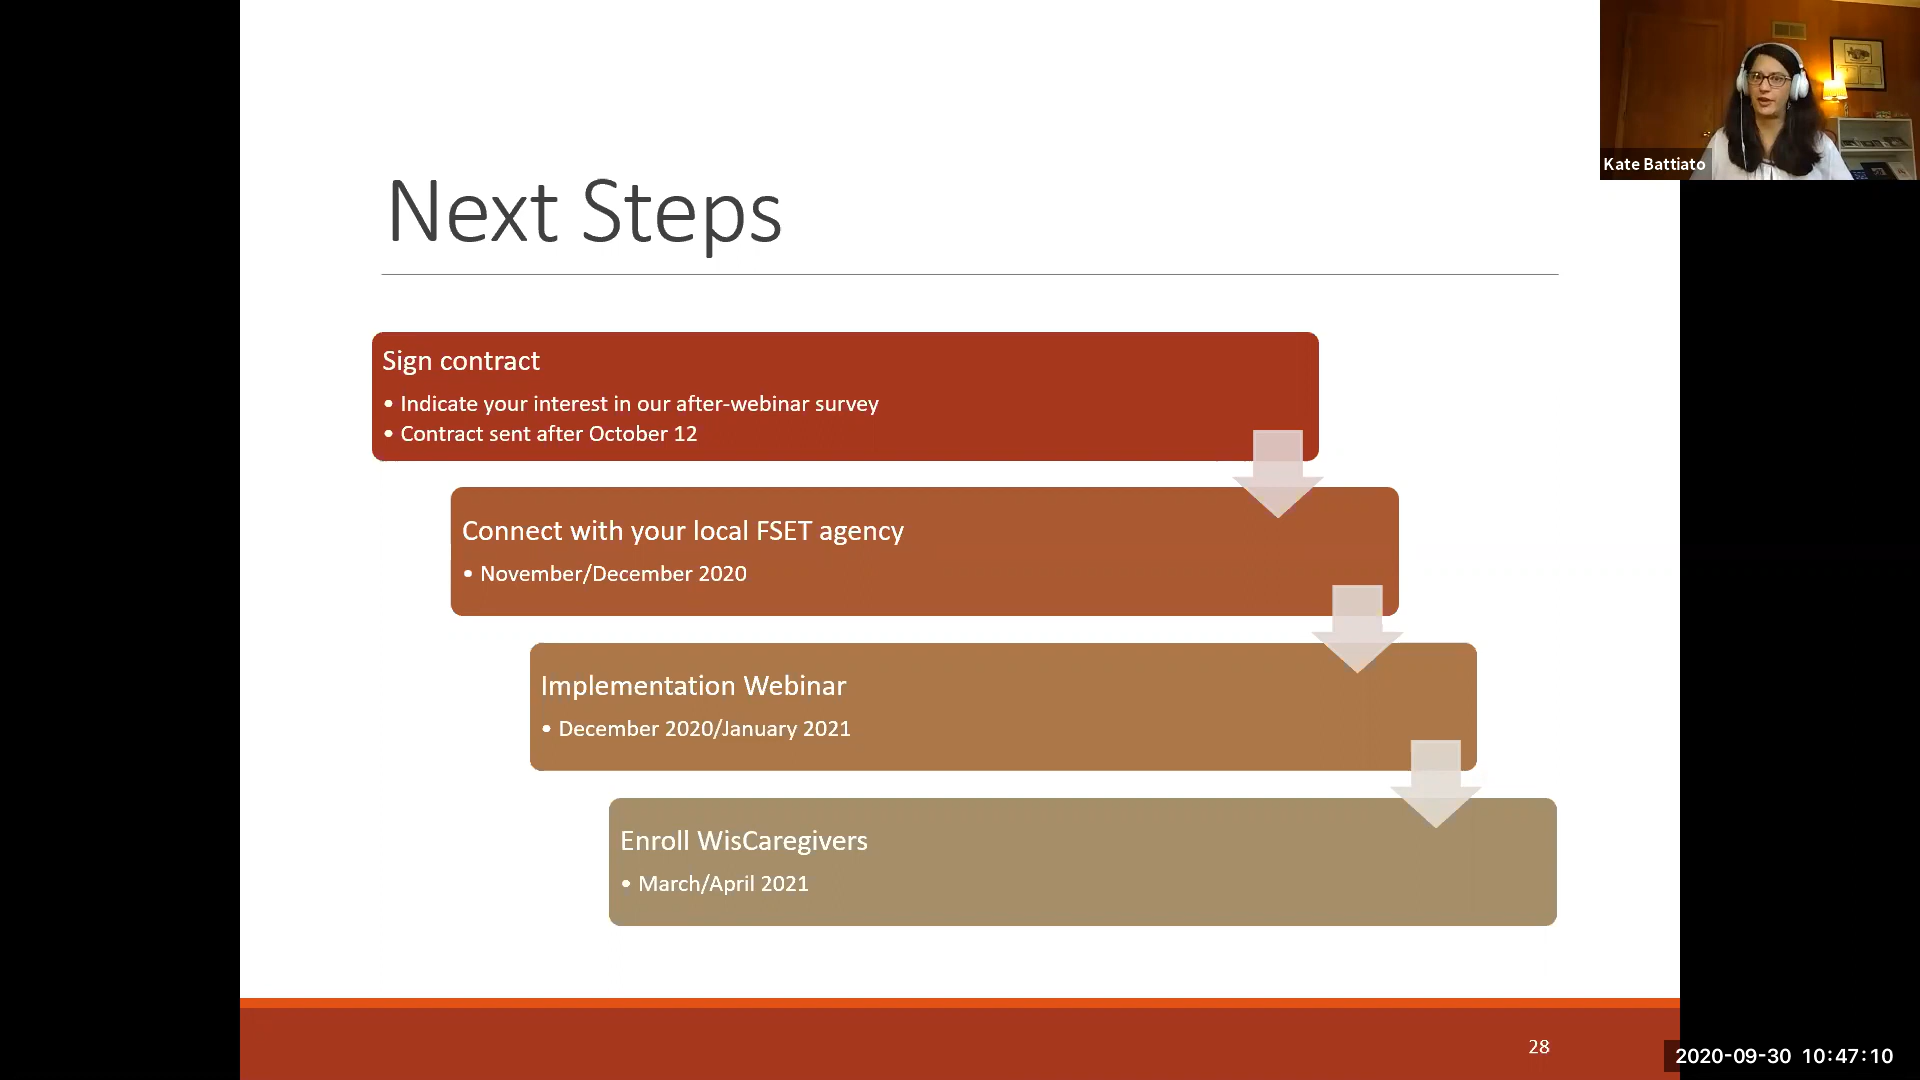 Kate Battiato
Next Steps
Sign contract
• Indicate your interest in our after-webinar survey
• Contract sent after October 12
Connect with your local FSET agency
• November/December 2020
Implementation Webinar
• December 2020/January 2021
Enroll WisCaregivers
• March/April 2021
28
2020-09-30 10:47:10